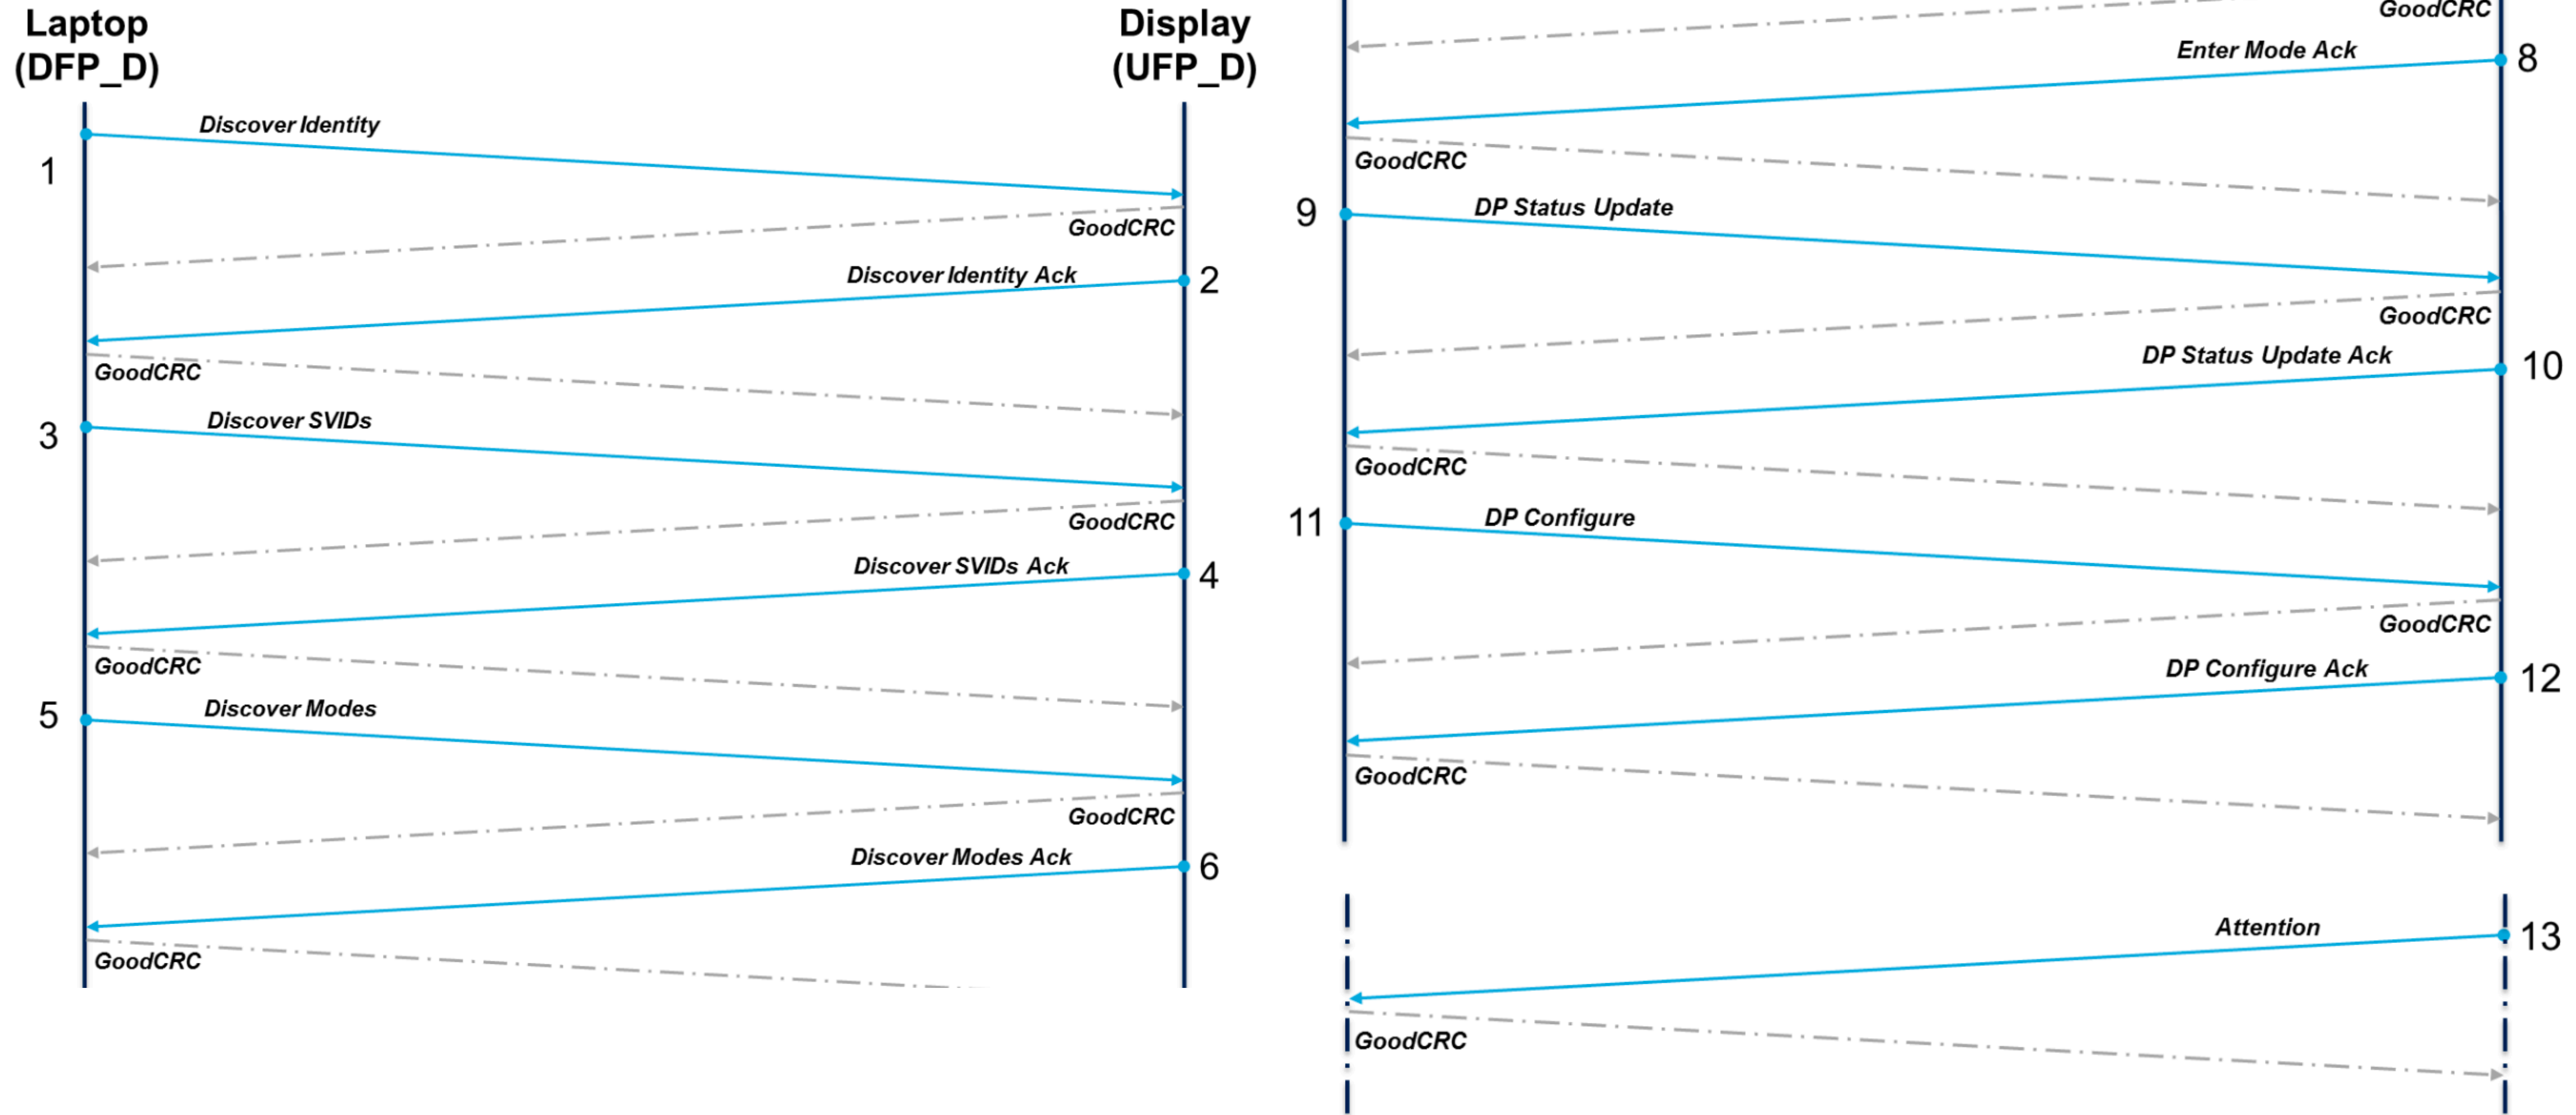 Laptop
(DFP_D)
Display
(UFP_D)
Discover Identity
1
GoodCRC
Discover Identity Ack
2
GoodCRC
3
Discover SVIDs
GoodCRC
Discover SVIDs Ack
4
GoodCRC
5
Discover Modes
GoodCRC
Discover Modes Ack
6
GoodCRC
GoodCRC
Enter Mode Ack
8
GoodCRC
9
DP Status Update
GoodCRC
DP Status Update Ack
10
GoodCRC
11
DP Configure
GoodCRC
DP Configure Ack
12
GoodCRC
Attention
13
GoodCRC